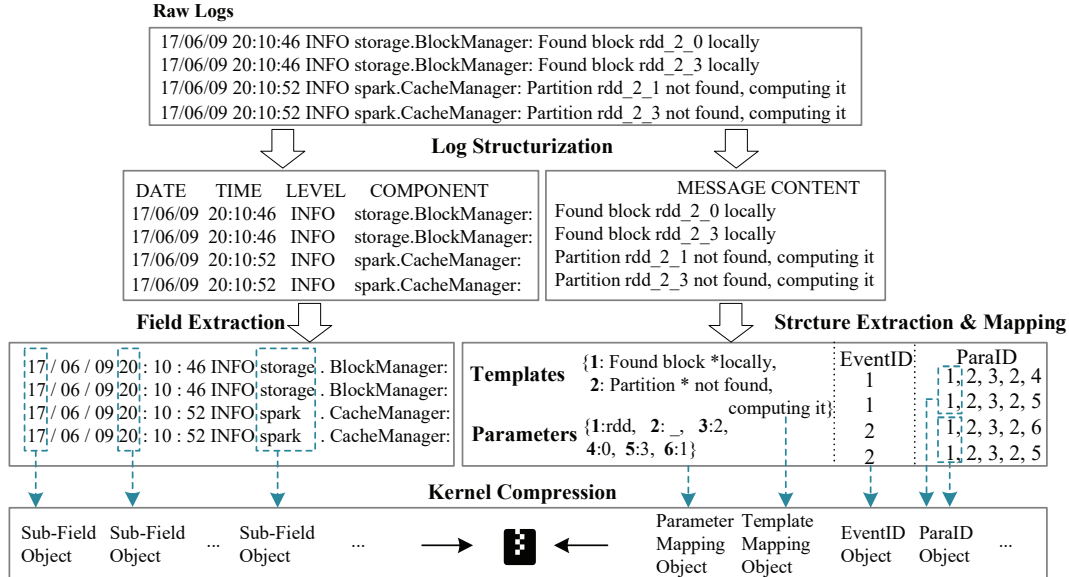 Raw Logs
17/06/09 20:10:46 INFO storage.BlockManager: Found block rdd_2_0 locally
17/06/09 20:10:46 INFO storage.BlockManager: Found block rdd_2_3 locally
17/06/09 20:10:52 INFO spark.CacheManager: Partition rdd_2_1 not found, computing it
17/06/09 20:10:52 INFO spark.CacheManager: Partition rdd_2_3 not found, computing it
Log Structurization
DATE TIME LEVEL COMPONENT
17/06/09 20:10:46 INFO storage.BlockManager:
17/06/09 20:10:46 INFO storage.BlockManager:
17/06/09 20:10:52 INFO spark.CacheManager:
17/06/09 20:10:52 INFO spark.CacheManager:
MESSAGE CONTENT
Found block rdd_2_0 locally
Found block rdd_2_3 locally
Partition rdd_2_1 not found, computing it
Partition rdd_2_3 not found, computing it
Field Extraction
17 / 06 / 09 20 : 10 : 46 INFO storage . BlockManager:
17 / 06 / 09 20 : 10 : 46 INFO storage . BlockManager:
17 / 06 / 09 20 : 10 : 52 INFO spark . CacheManager:
17 / 06 / 09 20 : 10 : 52 INFO spark . CacheManager:
Strcture Extraction & Mapping
Templates
{1: Found block *locally,
2: Partition * not found,
computing it}
Parameters
{1:rdd, 2: _, 3:2,
4:0, 5:3, 6:1}
EventID
1
1
2
2
ParaID
1, 2, 3, 2, 4
1, 2, 3, 2, 5
1, 2, 3, 2, 6
1, 2, 3, 2, 5
Kernel Compression
Sub-Field
Object
Sub-Field
Object
...
Sub-Field
Object
...
Parameter
Mapping
Object
Template
Mapping
Object
EventID
Object
ParaID
Object
...